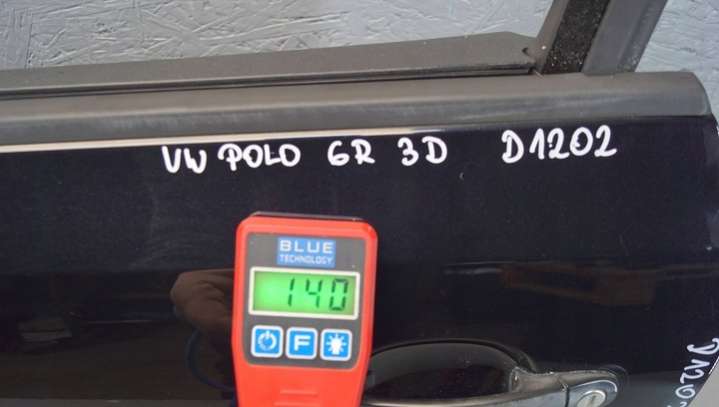 VW POLO 6R 3D D1202
BLUE
TECHNOLOGY
140
F